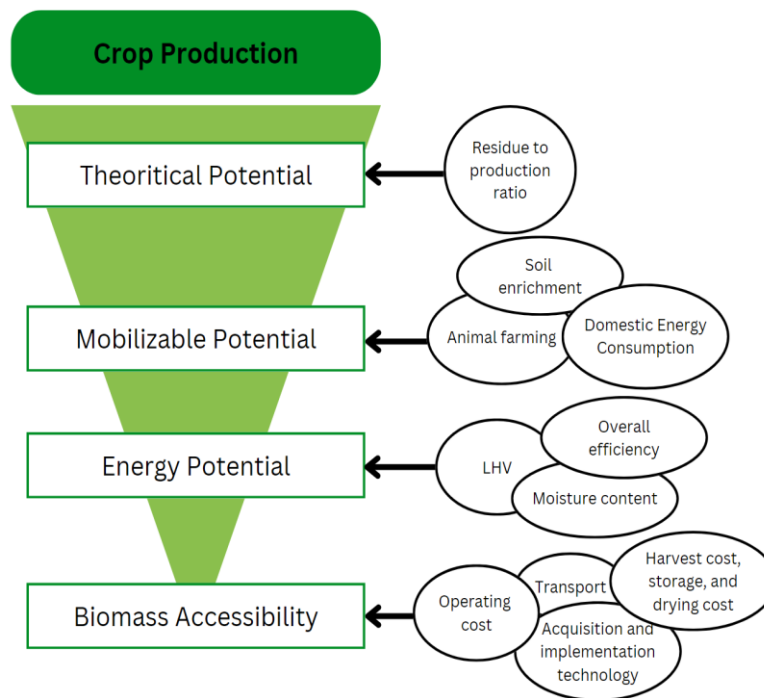 Crop Production
Theoritical Potential
Residue to
production
ratio
Soil
enrichment
Mobilizable Potential
Animal farming
Domestic Energy
Consumption
Overall
efficiency
Energy Potential
LHV
Moisture content
Harvest cost,
storage, and
drying cost
Transport
Biomass Accessibility
Operating
cost
Acquisition and
implementation
technology